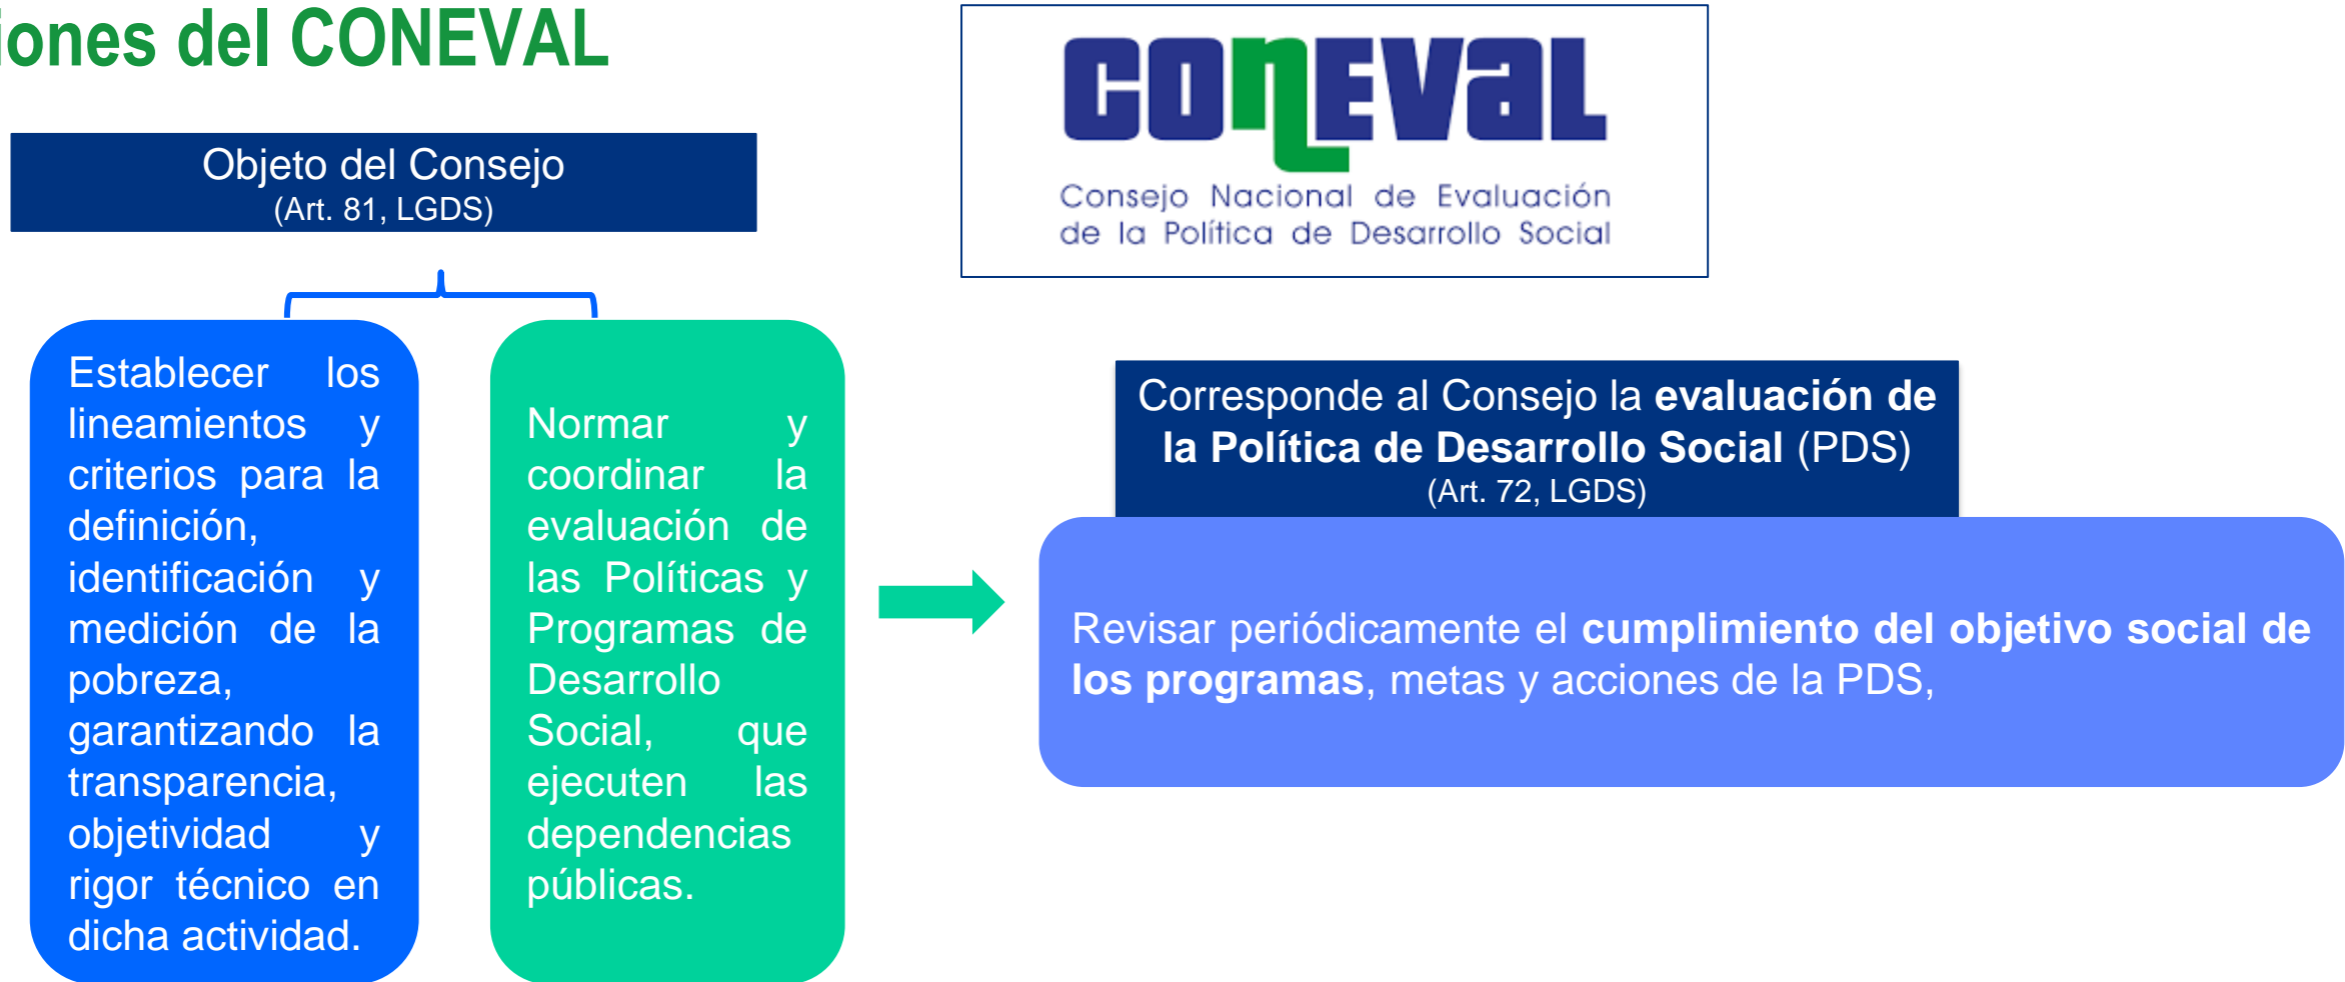 iones del CONEVAL
Objeto del Consejo
(Art. 81, LGDS)
Establecer los
lineamientos y
criterios para la
definición,
identificación y
medición de la
pobreza,
garantizando la
transparencia,
objetividad y
rigor técnico en
dicha actividad.
Normar y
coordinar la
evaluación de
las Políticas y
Programas de
Desarrollo
Social, que
ejecuten las
dependencias
públicas.
CONEVAL
Consejo Nacional de Evaluación
de la Política de Desarrollo Social
Corresponde al Consejo la evaluación de
la Política de Desarrollo Social (PDS)
(Art. 72, LGDS)
Revisar periódicamente el cumplimiento del objetivo social de
los programas, metas y acciones de la PDS,